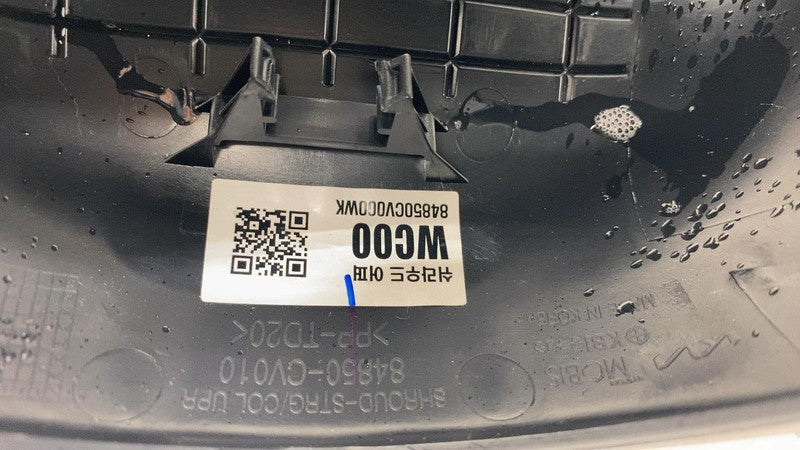 쉬라우드 어퍼
WC00
84850CV000WK
SHROUD-STRG/COL UPR
84850-CV010
>PP-TD20<
KIA
MOBIS
MADE IN KOREA